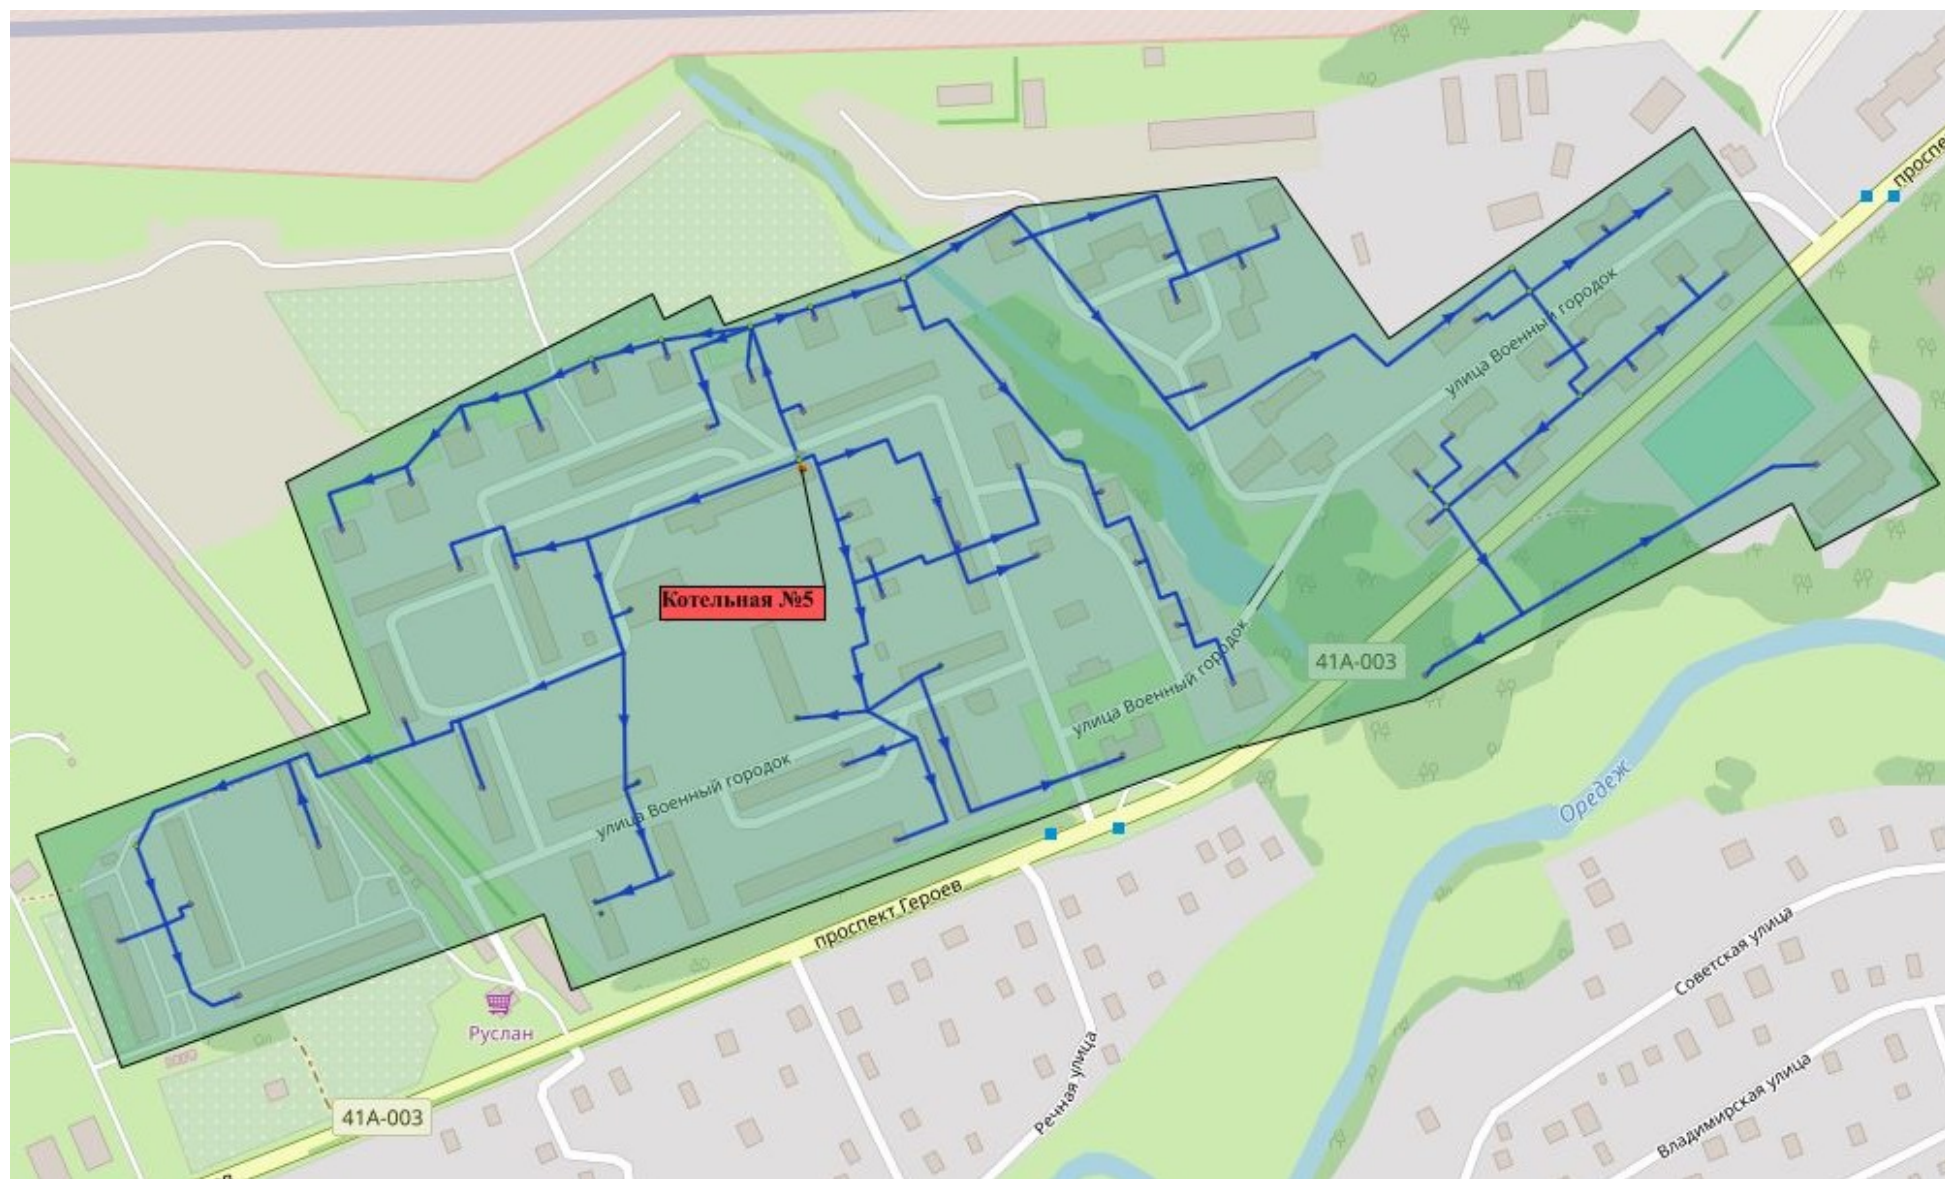 проспе
улица Военный городок
Котельная №5
41А-003
улица Военный городок
улица Военный городок
Оредеж
проспект Героев
Советская улица
Руслан
Речная улица
41А-003
Владимирская улица